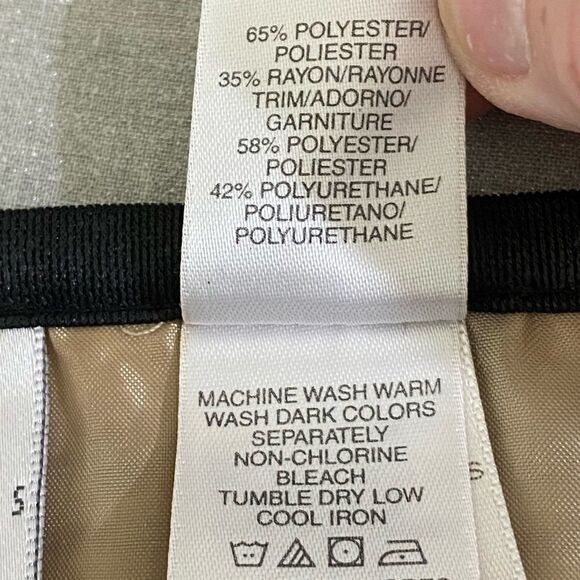 65% POLYESTER/
POLIESTER
35% RAYON/RAYONNE
TRIM/ADORNO/
GARNITURE
58% POLYESTER/
POLIESTER
42% POLYURETHANE/
POLIURETANO/
POLYURETHANE
MACHINE WASH WARM
WASH DARK COLORS
SEPARATELY
NON-CHLORINE
BLEACH
TUMBLE DRY LOW
COOL IRON
S